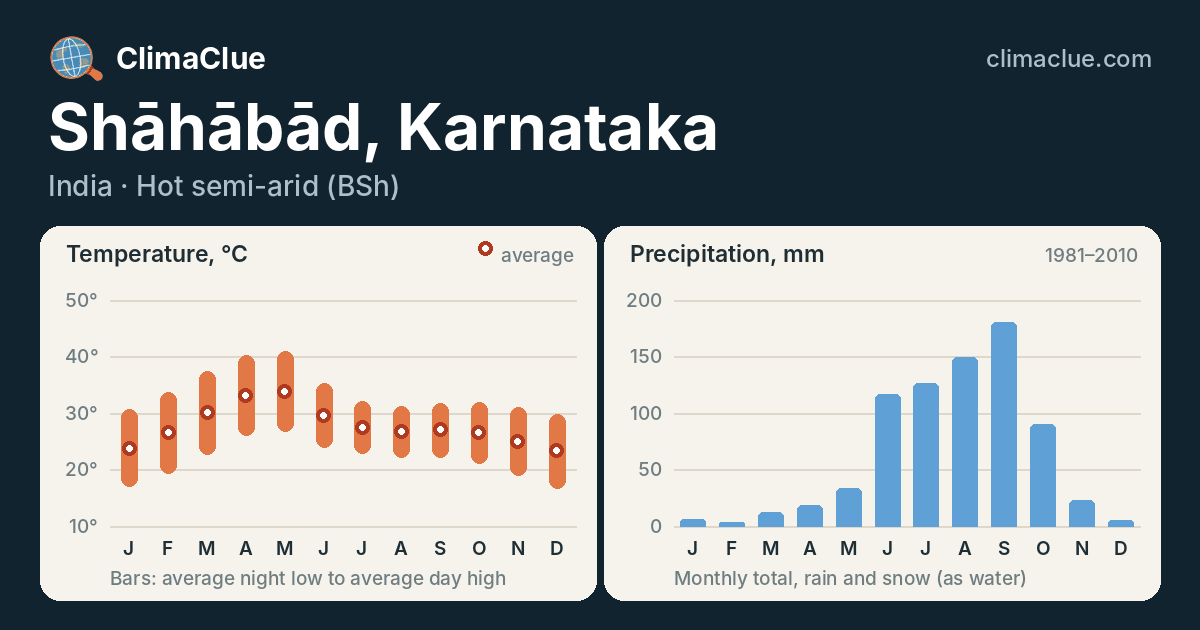 ClimaClue
climaclue.com
Shāhābād, Karnataka
India · Hot semi-arid (BSh)
Temperature, °C
average
50°
40°
30°
20°
10°
J F M A M J J A S O N D
Bars: average night low to average day high
Precipitation, mm
1981–2010
200
150
100
50
0
J F M A M J J A S O N D
Monthly total, rain and snow (as water)